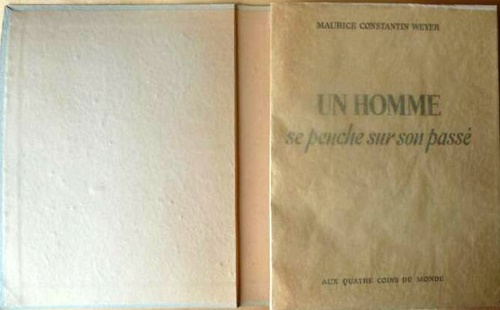 MAURICE CONSTANTIN WEYER
UN HOMME
se penche sur son passé
AUX QUATRE COINS DU MONDE